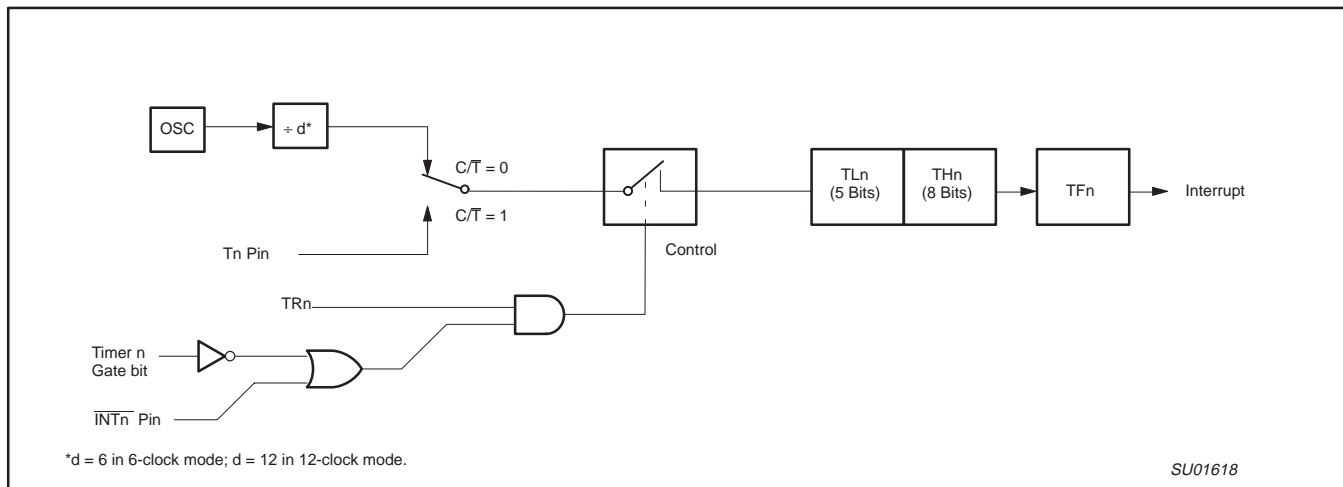 OSC
÷ d*
C/T̅ = 0
C/T̅ = 1
Tn Pin
Control
TLn
(5 Bits)
THn
(8 Bits)
TFn
Interrupt
TRn
Timer n
Gate bit
I̅N̅T̅n̅ Pin
*d = 6 in 6-clock mode; d = 12 in 12-clock mode.
SU01618